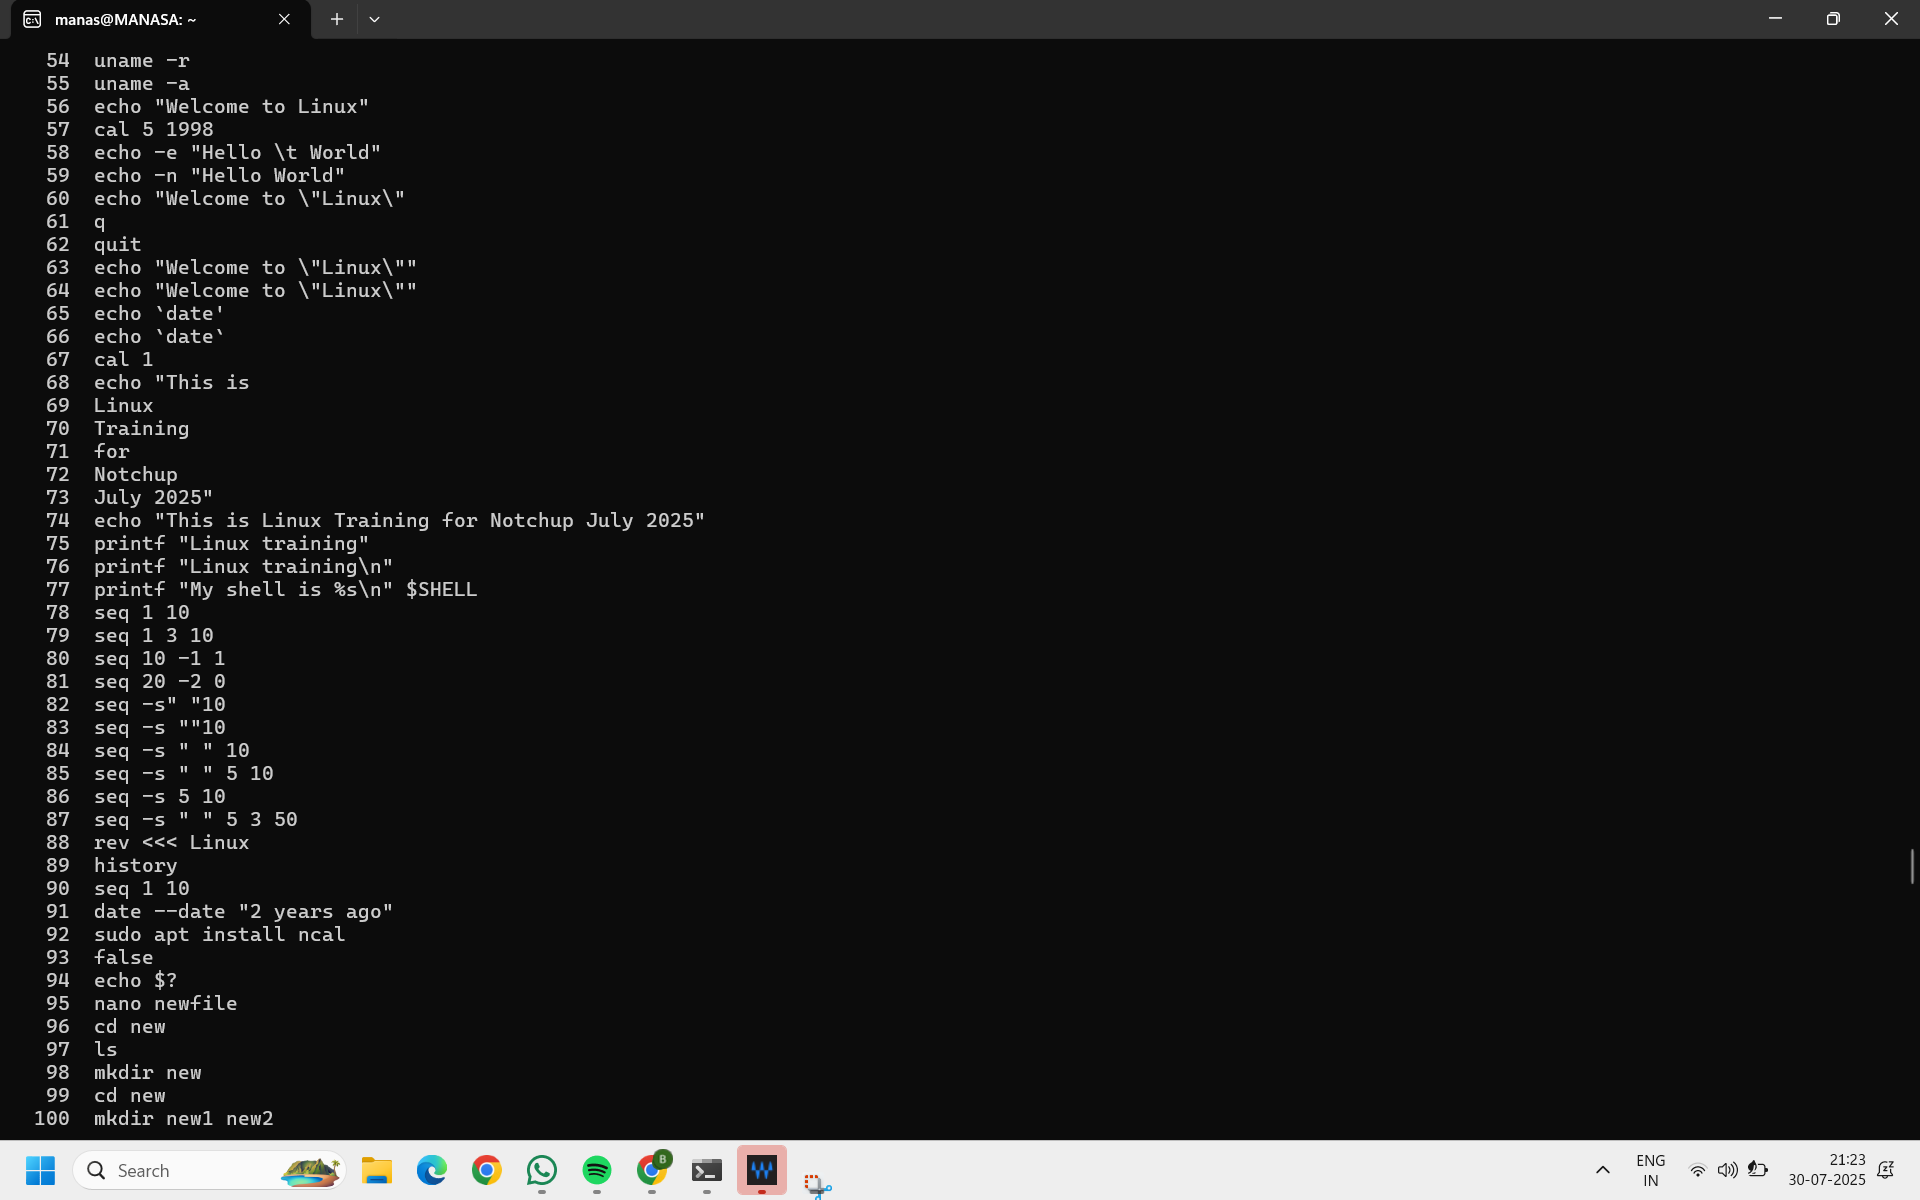 manas@MANASA: ~
54 uname -r
55 uname -a
56 echo "Welcome to Linux"
57 cal 5 1998
58 echo -e "Hello \t World"
59 echo -n "Hello World"
60 echo "Welcome to \"Linux\"
61 q
62 quit
63 echo "Welcome to \"Linux\""
64 echo "Welcome to \"Linux\""
65 echo `date'
66 echo `date`
67 cal 1
68 echo "This is
69 Linux
70 Training
71 for
72 Notchup
73 July 2025"
74 echo "This is Linux Training for Notchup July 2025"
75 printf "Linux training"
76 printf "Linux training\n"
77 printf "My shell is %s\n" $SHELL
78 seq 1 10
79 seq 1 3 10
80 seq 10 -1 1
81 seq 20 -2 0
82 seq -s" "10
83 seq -s ""10
84 seq -s " " 10
85 seq -s " " 5 10
86 seq -s 5 10
87 seq -s " " 5 3 50
88 rev <<< Linux
89 history
90 seq 1 10
91 date --date "2 years ago"
92 sudo apt install ncal
93 false
94 echo $?
95 nano newfile
96 cd new
97 ls
98 mkdir new
99 cd new
100 mkdir new1 new2
Search
B
ENG
IN
21:23
30-07-2025